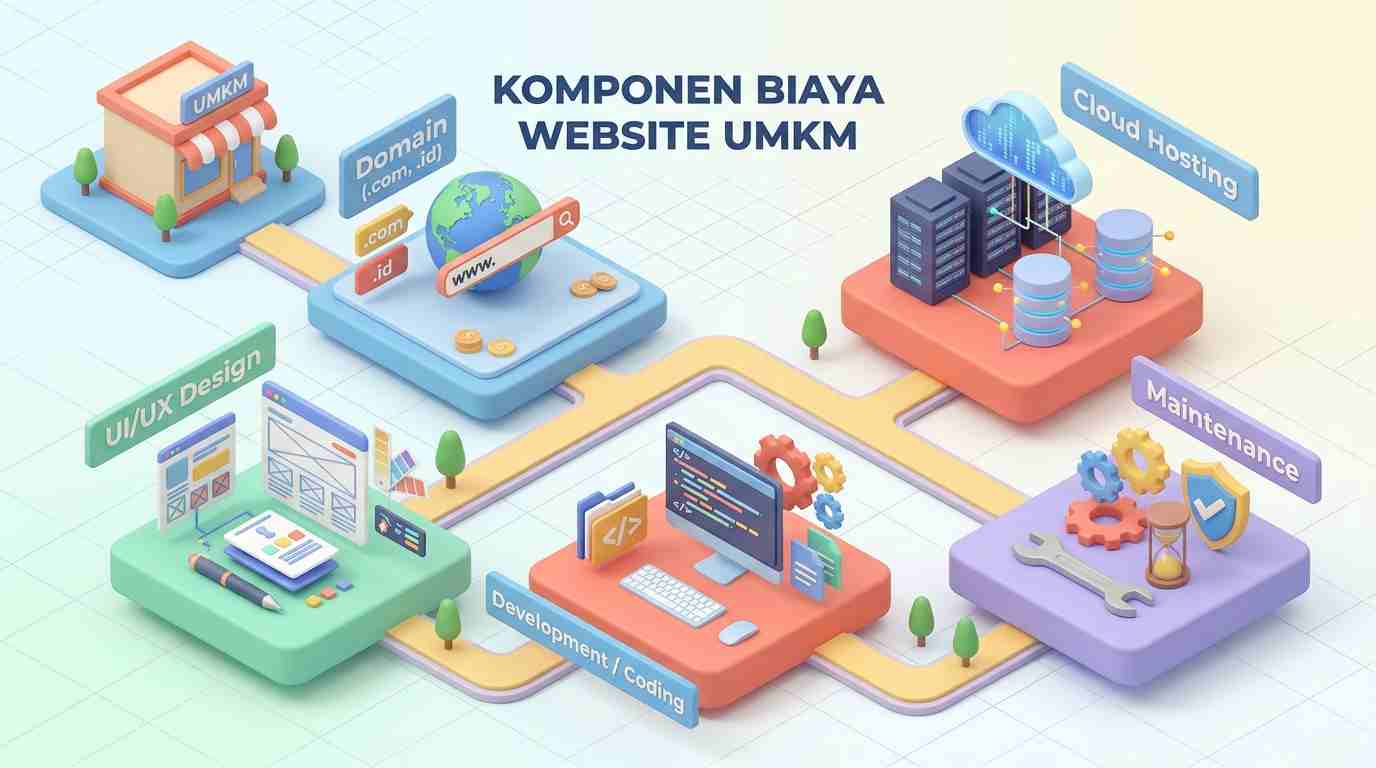 KOMPONEN BIAYA
WEBSITE UMKM
UMKM
Domain
(.com, .id)
.com
.id
www.
Cloud Hosting
UI/UX Design
</>
</>
</>
Development / Coding
Maintenance